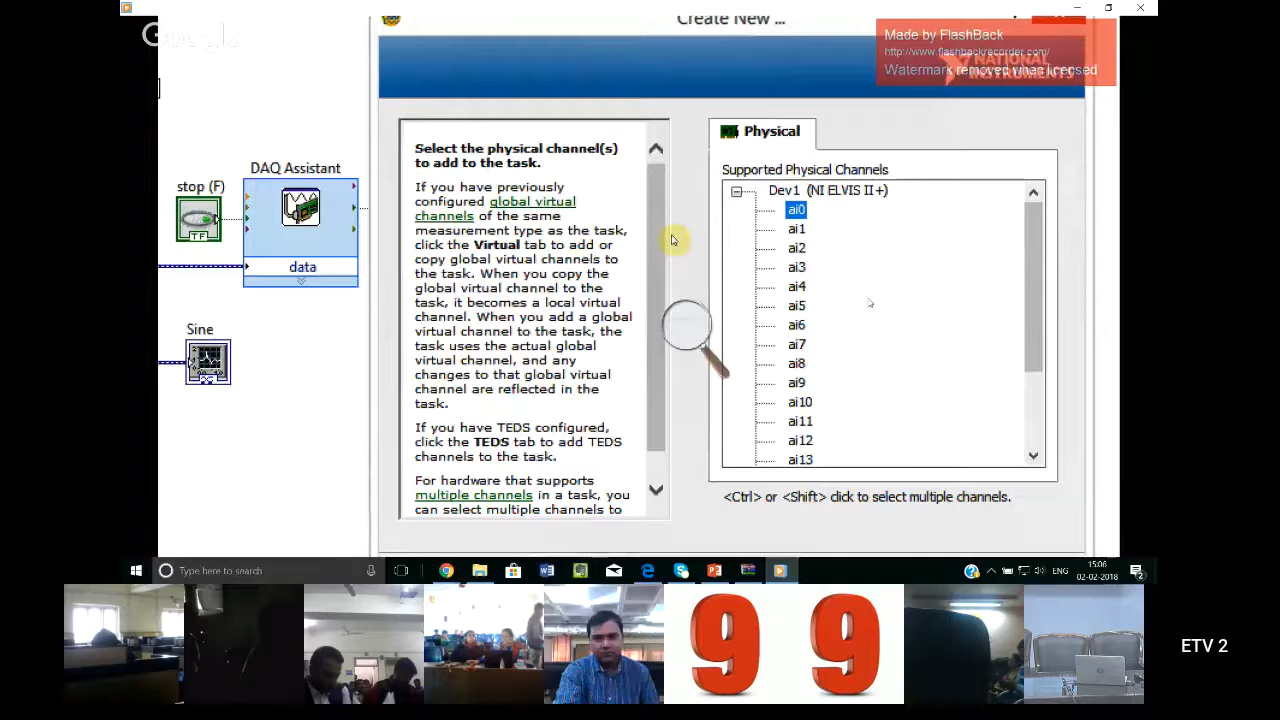 Google
Create New ...
Made by FlashBack
http://www.flashbackrecorder.com/
NATIONAL
INSTRUMENTS
Watermark removed when licensed
Select the physical channel(s)
to add to the task.
If you have previously
configured global virtual
channels of the same
measurement type as the task,
click the Virtual tab to add or
copy global virtual channels to
the task. When you copy the
global virtual channel to the
task, it becomes a local virtual
channel. When you add a global
virtual channel to the task, the
task uses the actual global
virtual channel, and any
changes to that global virtual
channel are reflected in the
task.
If you have TEDS configured,
click the TEDS tab to add TEDS
channels to the task.
For hardware that supports
multiple channels in a task, you
can select multiple channels to
Physical
Supported Physical Channels
Dev1 (NI ELVIS II+)
ai0
ai1
ai2
ai3
ai4
ai5
ai6
ai7
ai8
ai9
ai10
ai11
ai12
ai13
<Ctrl> or <Shift> click to select multiple channels.
DAQ Assistant
stop (F)
TF
data
Sine
Type here to search
ENG
15:06
02-02-2018
2
9
9
ETV 2